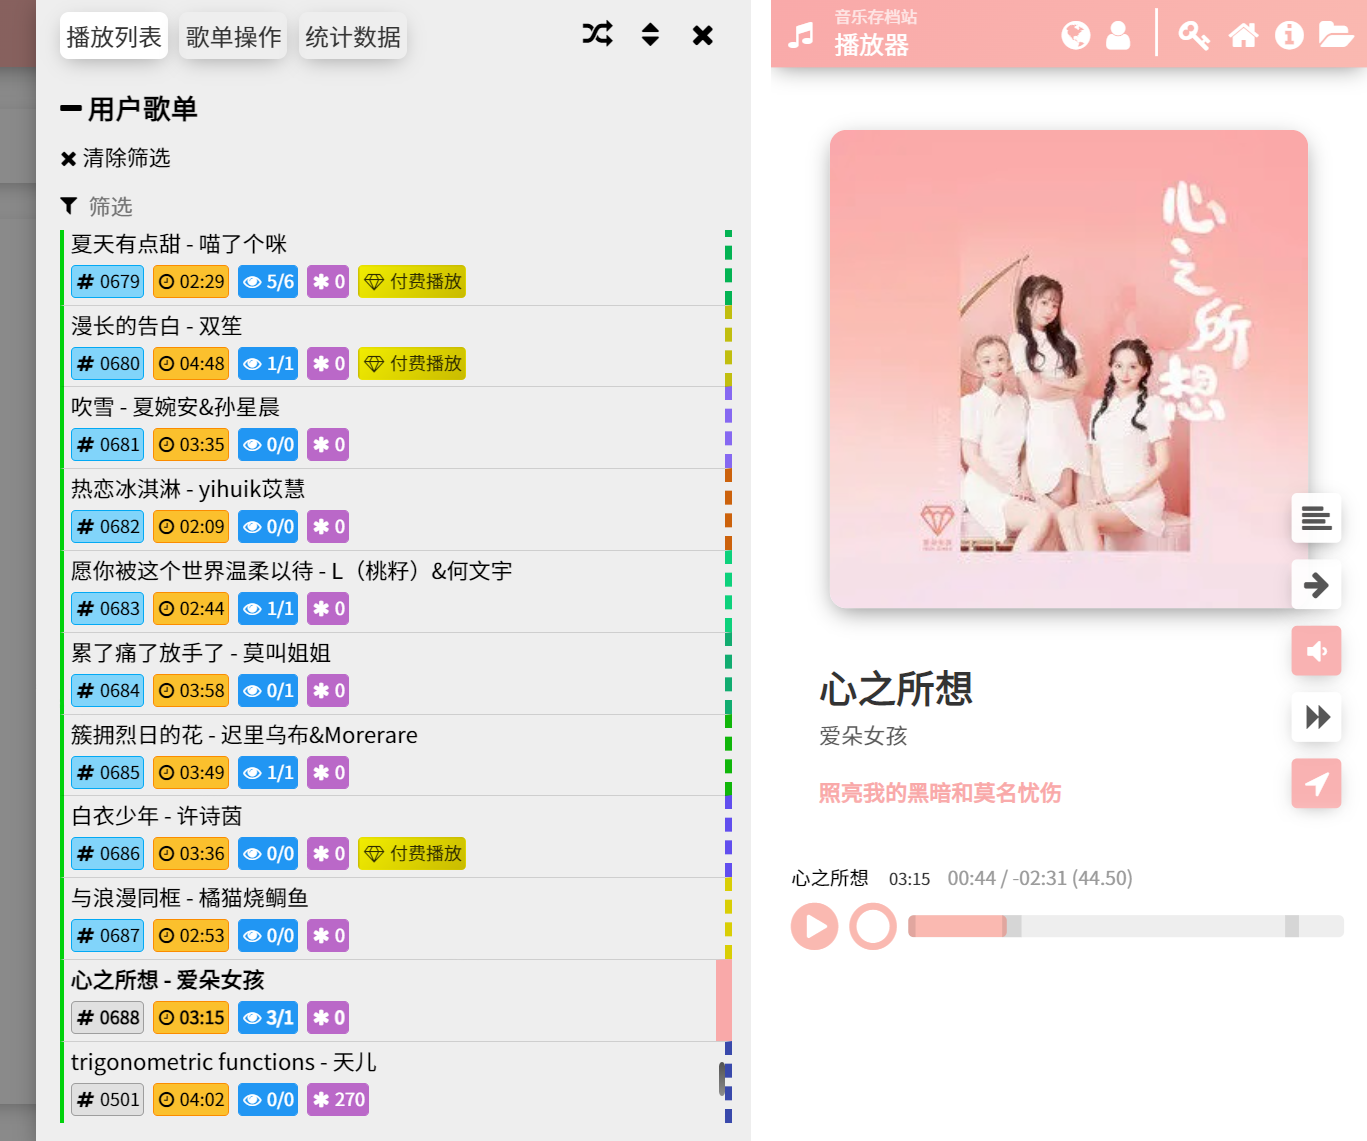 播放列表 歌单操作 统计数据
用户歌单
清除筛选
筛选
夏天有点甜 - 喵了个咪
# 0679 02:29 5/6 0 付费播放
漫长的告白 - 双笙
# 0680 04:48 1/1 0 付费播放
吹雪 - 夏婉安&孙星晨
# 0681 03:35 0/0 0
热恋冰淇淋 - yihuik苡慧
# 0682 02:09 0/0 0
愿你被这个世界温柔以待 - L（桃籽）&何文宇
# 0683 02:44 1/1 0
累了痛了放手了 - 莫叫姐姐
# 0684 03:58 0/1 0
簇拥烈日的花 - 迟里乌布&Morerare
# 0685 03:49 1/1 0
白衣少年 - 许诗茵
# 0686 03:36 0/0 0 付费播放
与浪漫同框 - 橘猫烧鲷鱼
# 0687 02:53 0/0 0
心之所想 - 爱朵女孩
# 0688 03:15 3/1 0
trigonometric functions - 天儿
# 0501 04:02 0/0 270
音乐存档站
播放器
心之所想
心之所想
爱朵女孩
照亮我的黑暗和莫名忧伤
心之所想 03:15 00:44 / -02:31 (44.50)